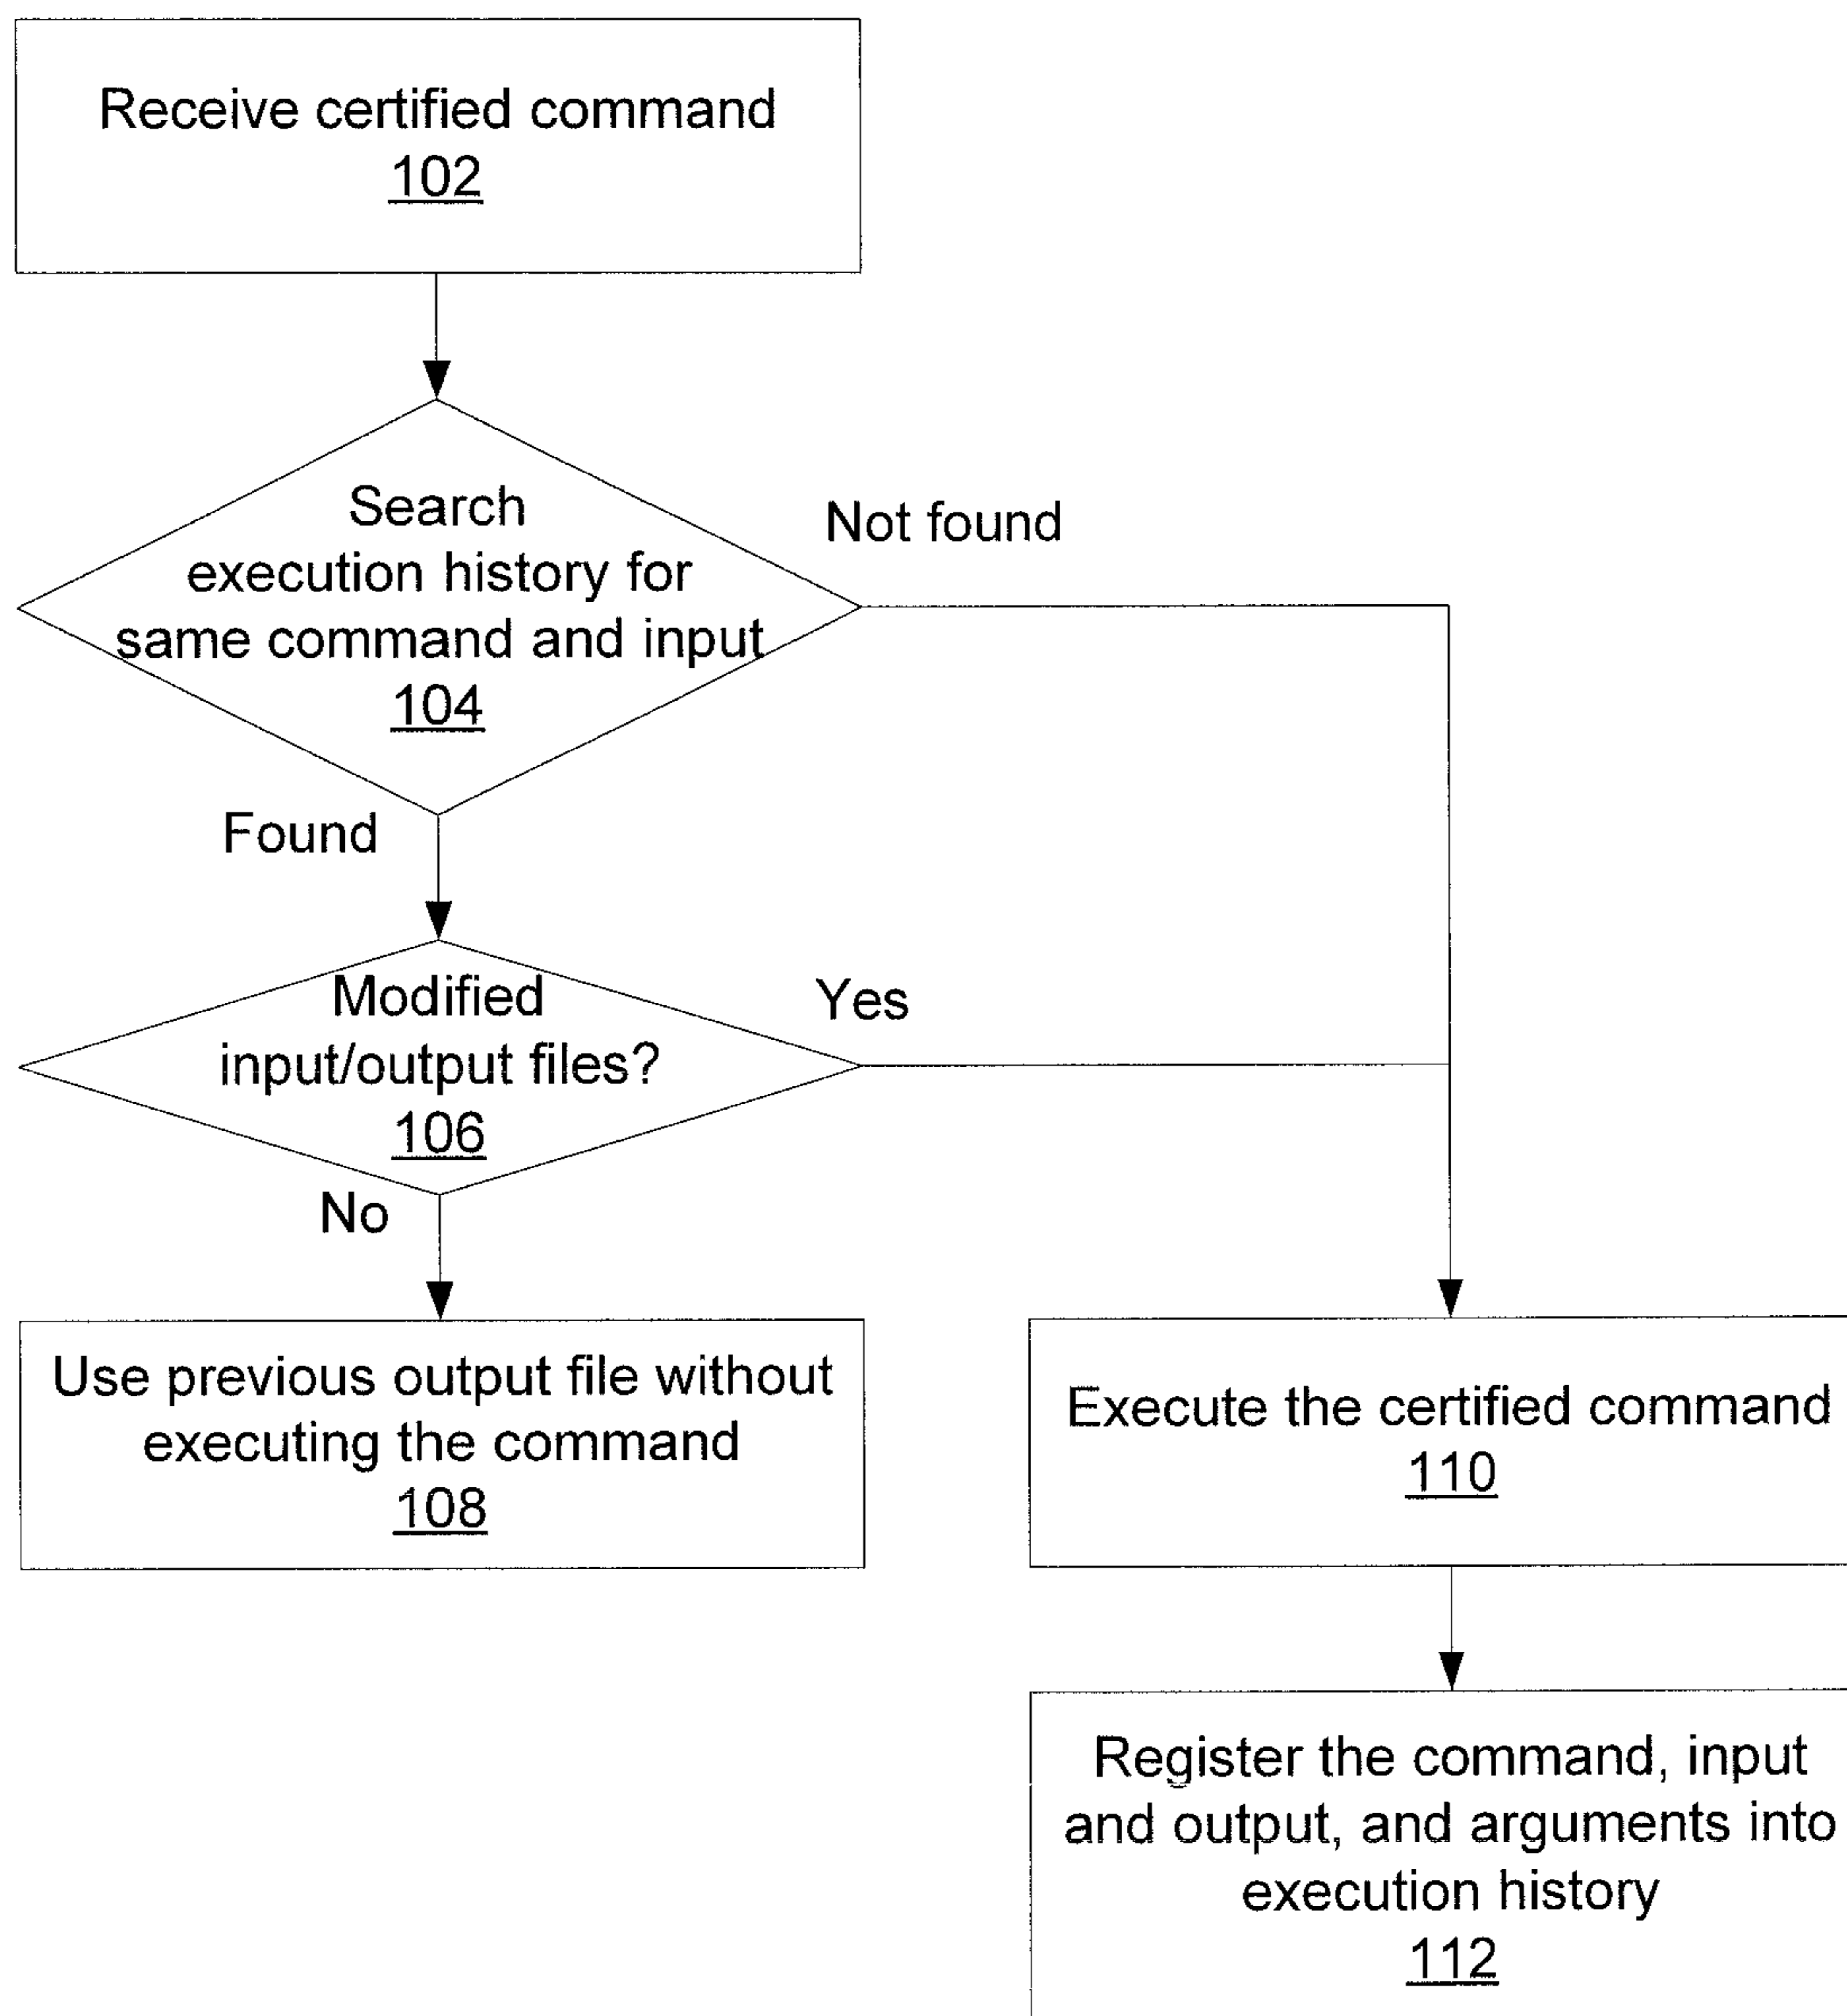 Receive certified command
102
Search
execution history for
same command and input
104
Not found
Found
Modified
input/output files?
106
Yes
No
Use previous output file without
executing the command
108
Execute the certified command
110
Register the command, input
and output, and arguments into
execution history
112